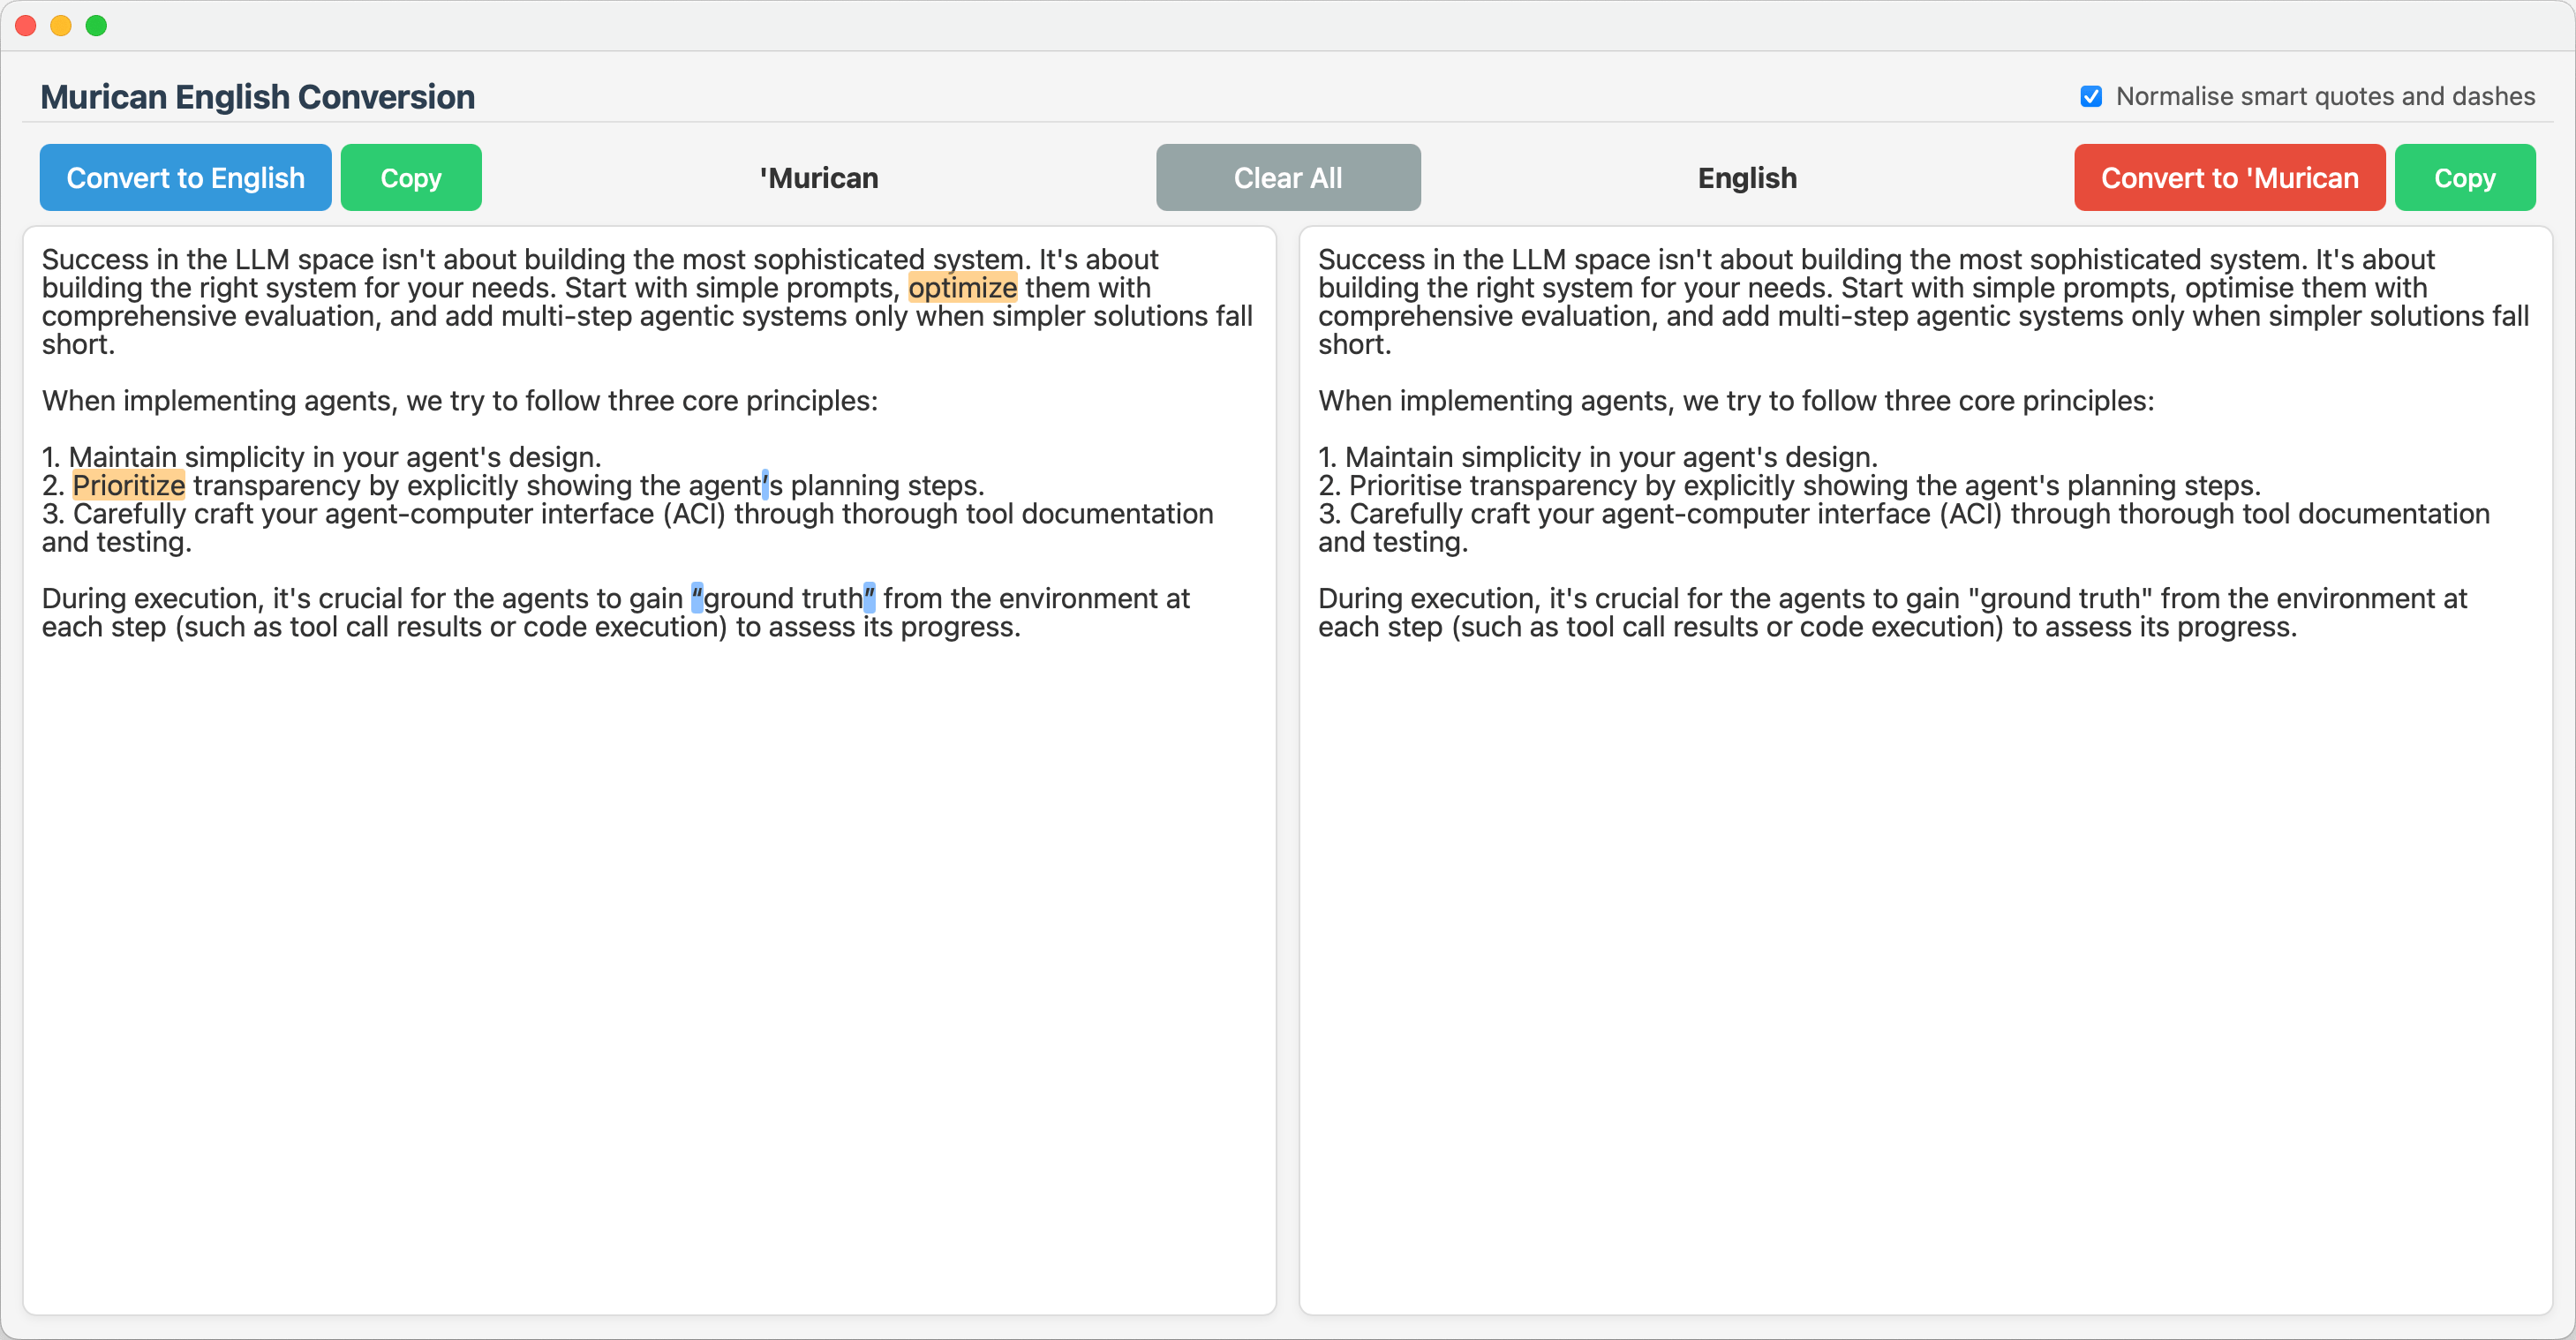 Murican English Conversion
Normalise smart quotes and dashes
Convert to English
Copy
'Murican
Clear All
English
Convert to 'Murican
Copy
Success in the LLM space isn't about building the most sophisticated system. It's about
building the right system for your needs. Start with simple prompts, optimize them with
comprehensive evaluation, and add multi-step agentic systems only when simpler solutions fall
short.
When implementing agents, we try to follow three core principles:
1. Maintain simplicity in your agent's design.
2. Prioritize transparency by explicitly showing the agent’s planning steps.
3. Carefully craft your agent-computer interface (ACI) through thorough tool documentation
and testing.
During execution, it's crucial for the agents to gain “ground truth” from the environment at
each step (such as tool call results or code execution) to assess its progress.
Success in the LLM space isn't about building the most sophisticated system. It's about
building the right system for your needs. Start with simple prompts, optimise them with
comprehensive evaluation, and add multi-step agentic systems only when simpler solutions fall
short.
When implementing agents, we try to follow three core principles:
1. Maintain simplicity in your agent's design.
2. Prioritise transparency by explicitly showing the agent's planning steps.
3. Carefully craft your agent-computer interface (ACI) through thorough tool documentation
and testing.
During execution, it's crucial for the agents to gain "ground truth" from the environment at
each step (such as tool call results or code execution) to assess its progress.